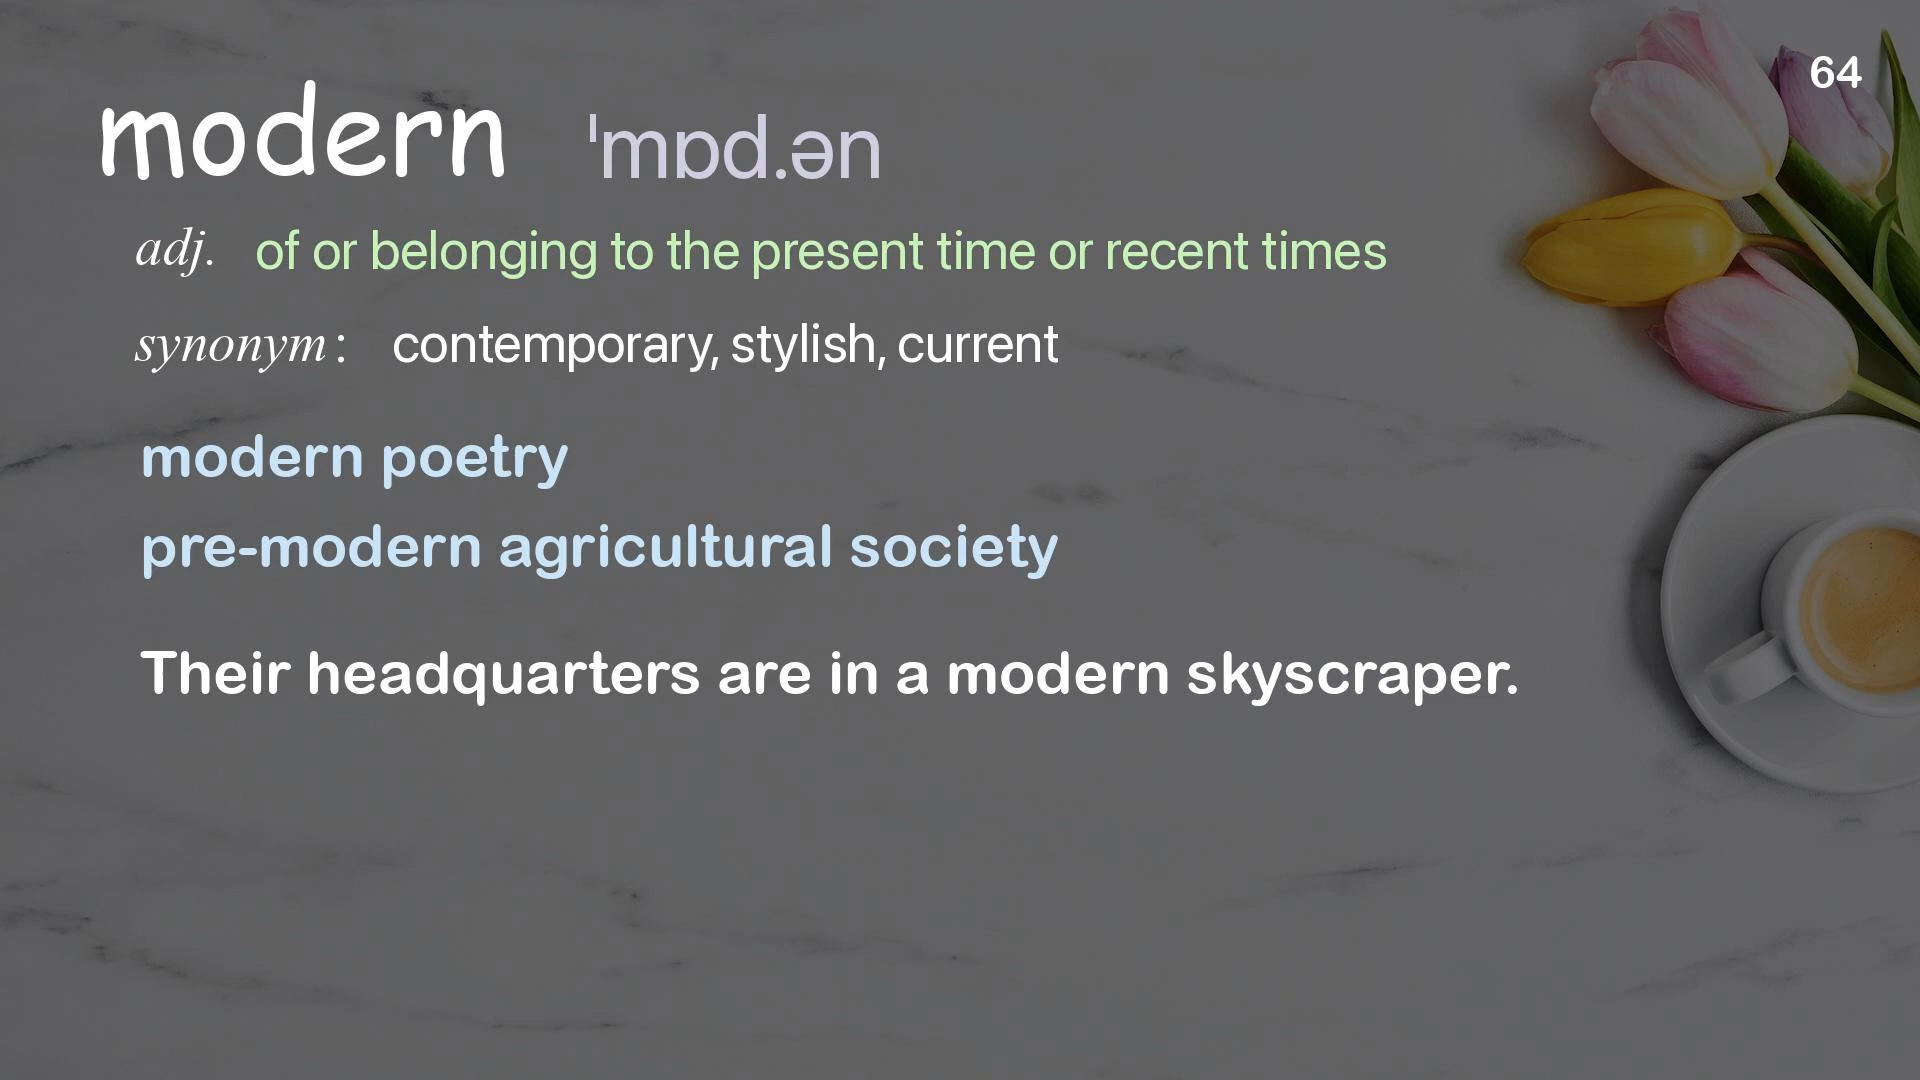 64
modern ˈmɒd.ən
adj. of or belonging to the present time or recent times
synonym: contemporary, stylish, current
modern poetry
pre-modern agricultural society
Their headquarters are in a modern skyscraper.